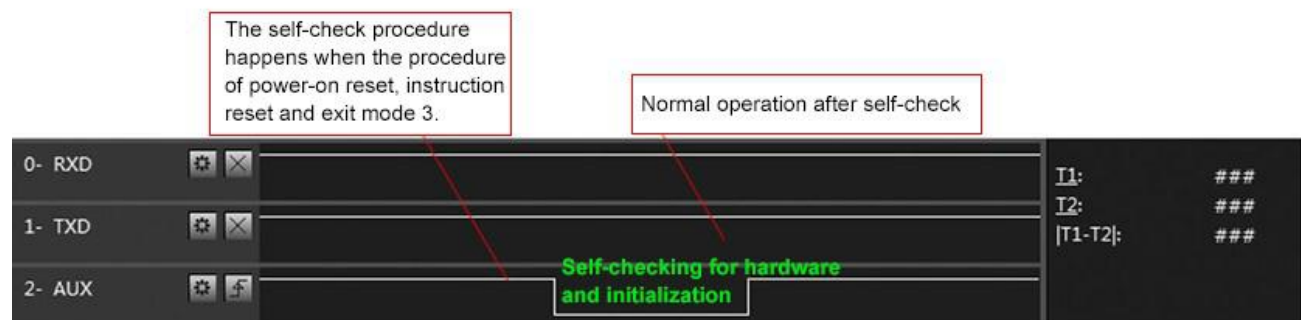 The self-check procedure
happens when the procedure
of power-on reset, instruction
reset and exit mode 3.
Normal operation after self-check
0- RXD
T1: ###
T2: ###
1- TXD
|T1-T2|: ###
Self-checking for hardware
and initialization
2- AUX